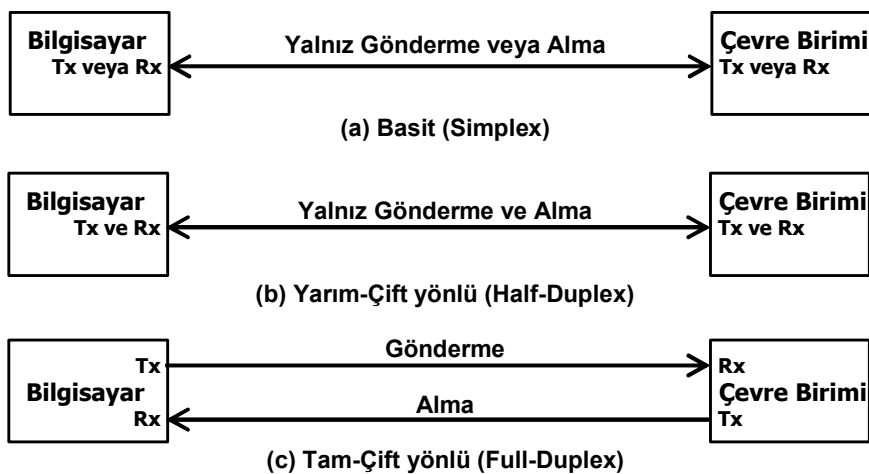 Bilgisayar
Tx veya Rx
Yalnız Gönderme veya Alma
Çevre Birimi
Tx veya Rx
(a) Basit (Simplex)
Bilgisayar
Tx ve Rx
Yalnız Gönderme ve Alma
Çevre Birimi
Tx ve Rx
(b) Yarım-Çift yönlü (Half-Duplex)
Tx
Bilgisayar
Rx
Gönderme
Alma
Rx
Çevre Birimi
Tx
(c) Tam-Çift yönlü (Full-Duplex)